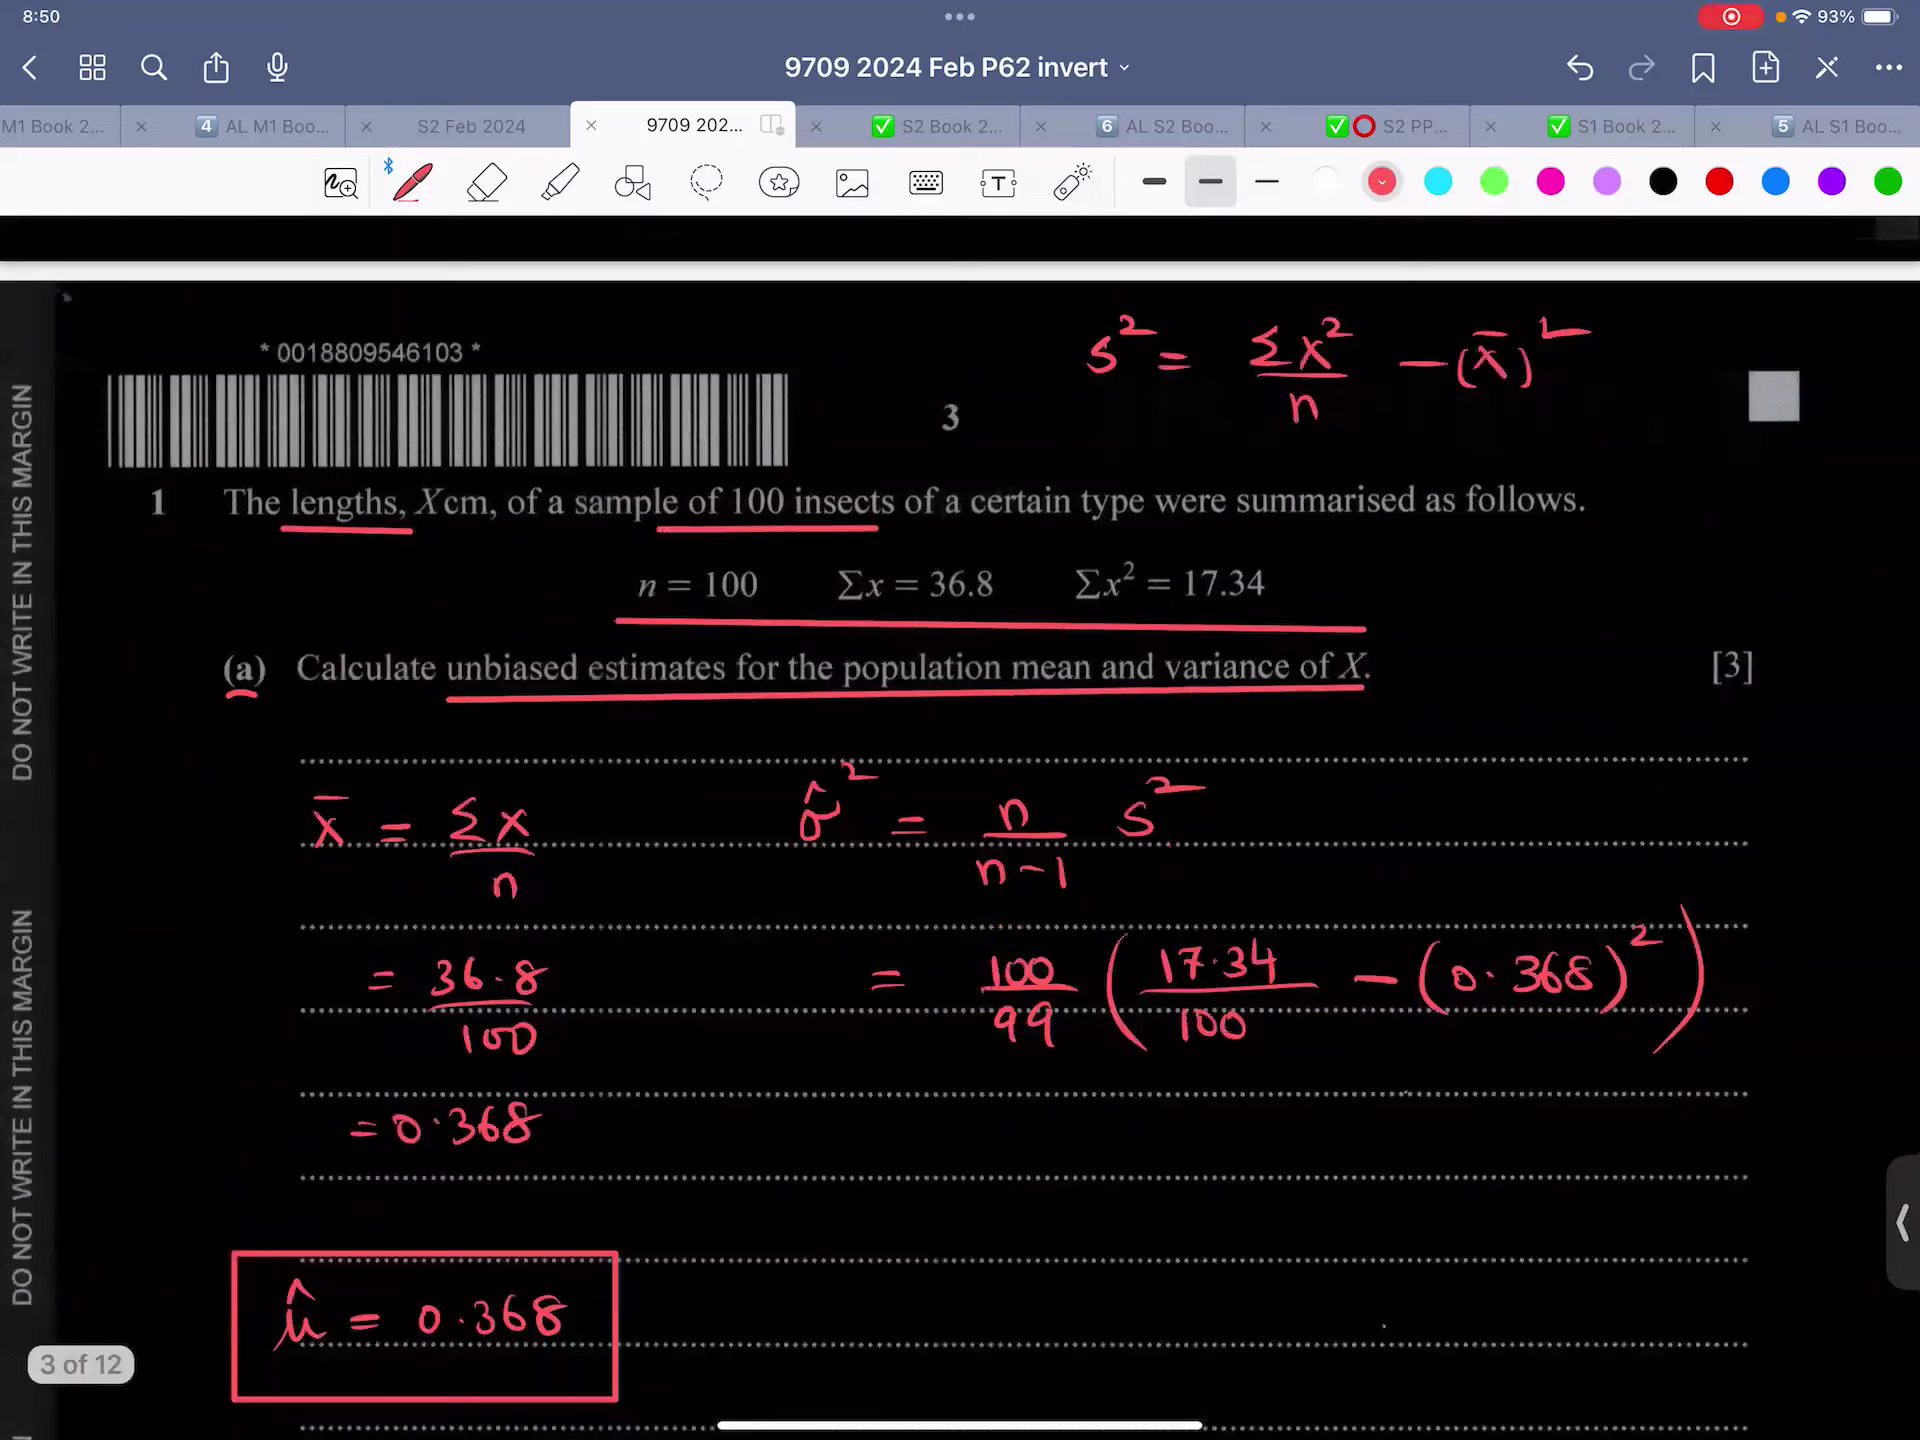 8:50
93%
9709 2024 Feb P62 invert
M1 Book 2...
4 AL M1 Boo...
S2 Feb 2024
9709 202...
S2 Book 2...
6 AL S2 Boo...
S2 PP...
S1 Book 2...
5 AL S1 Boo...
s² = Σx²/n − (x̄)²
* 0018809546103 *
3
DO NOT WRITE IN THIS MARGIN
1 The lengths, X cm, of a sample of 100 insects of a certain type were summarised as follows.
n = 100 Σx = 36.8 Σx² = 17.34
(a) Calculate unbiased estimates for the population mean and variance of X. [3]
x̄ = Σx/n σ̂² = n/(n−1) s²
= 36.8/100 = 100/99 (17.34/100 − (0.368)²)
= 0.368
DO NOT WRITE IN THIS MARGIN
μ̂ = 0.368
3 of 12